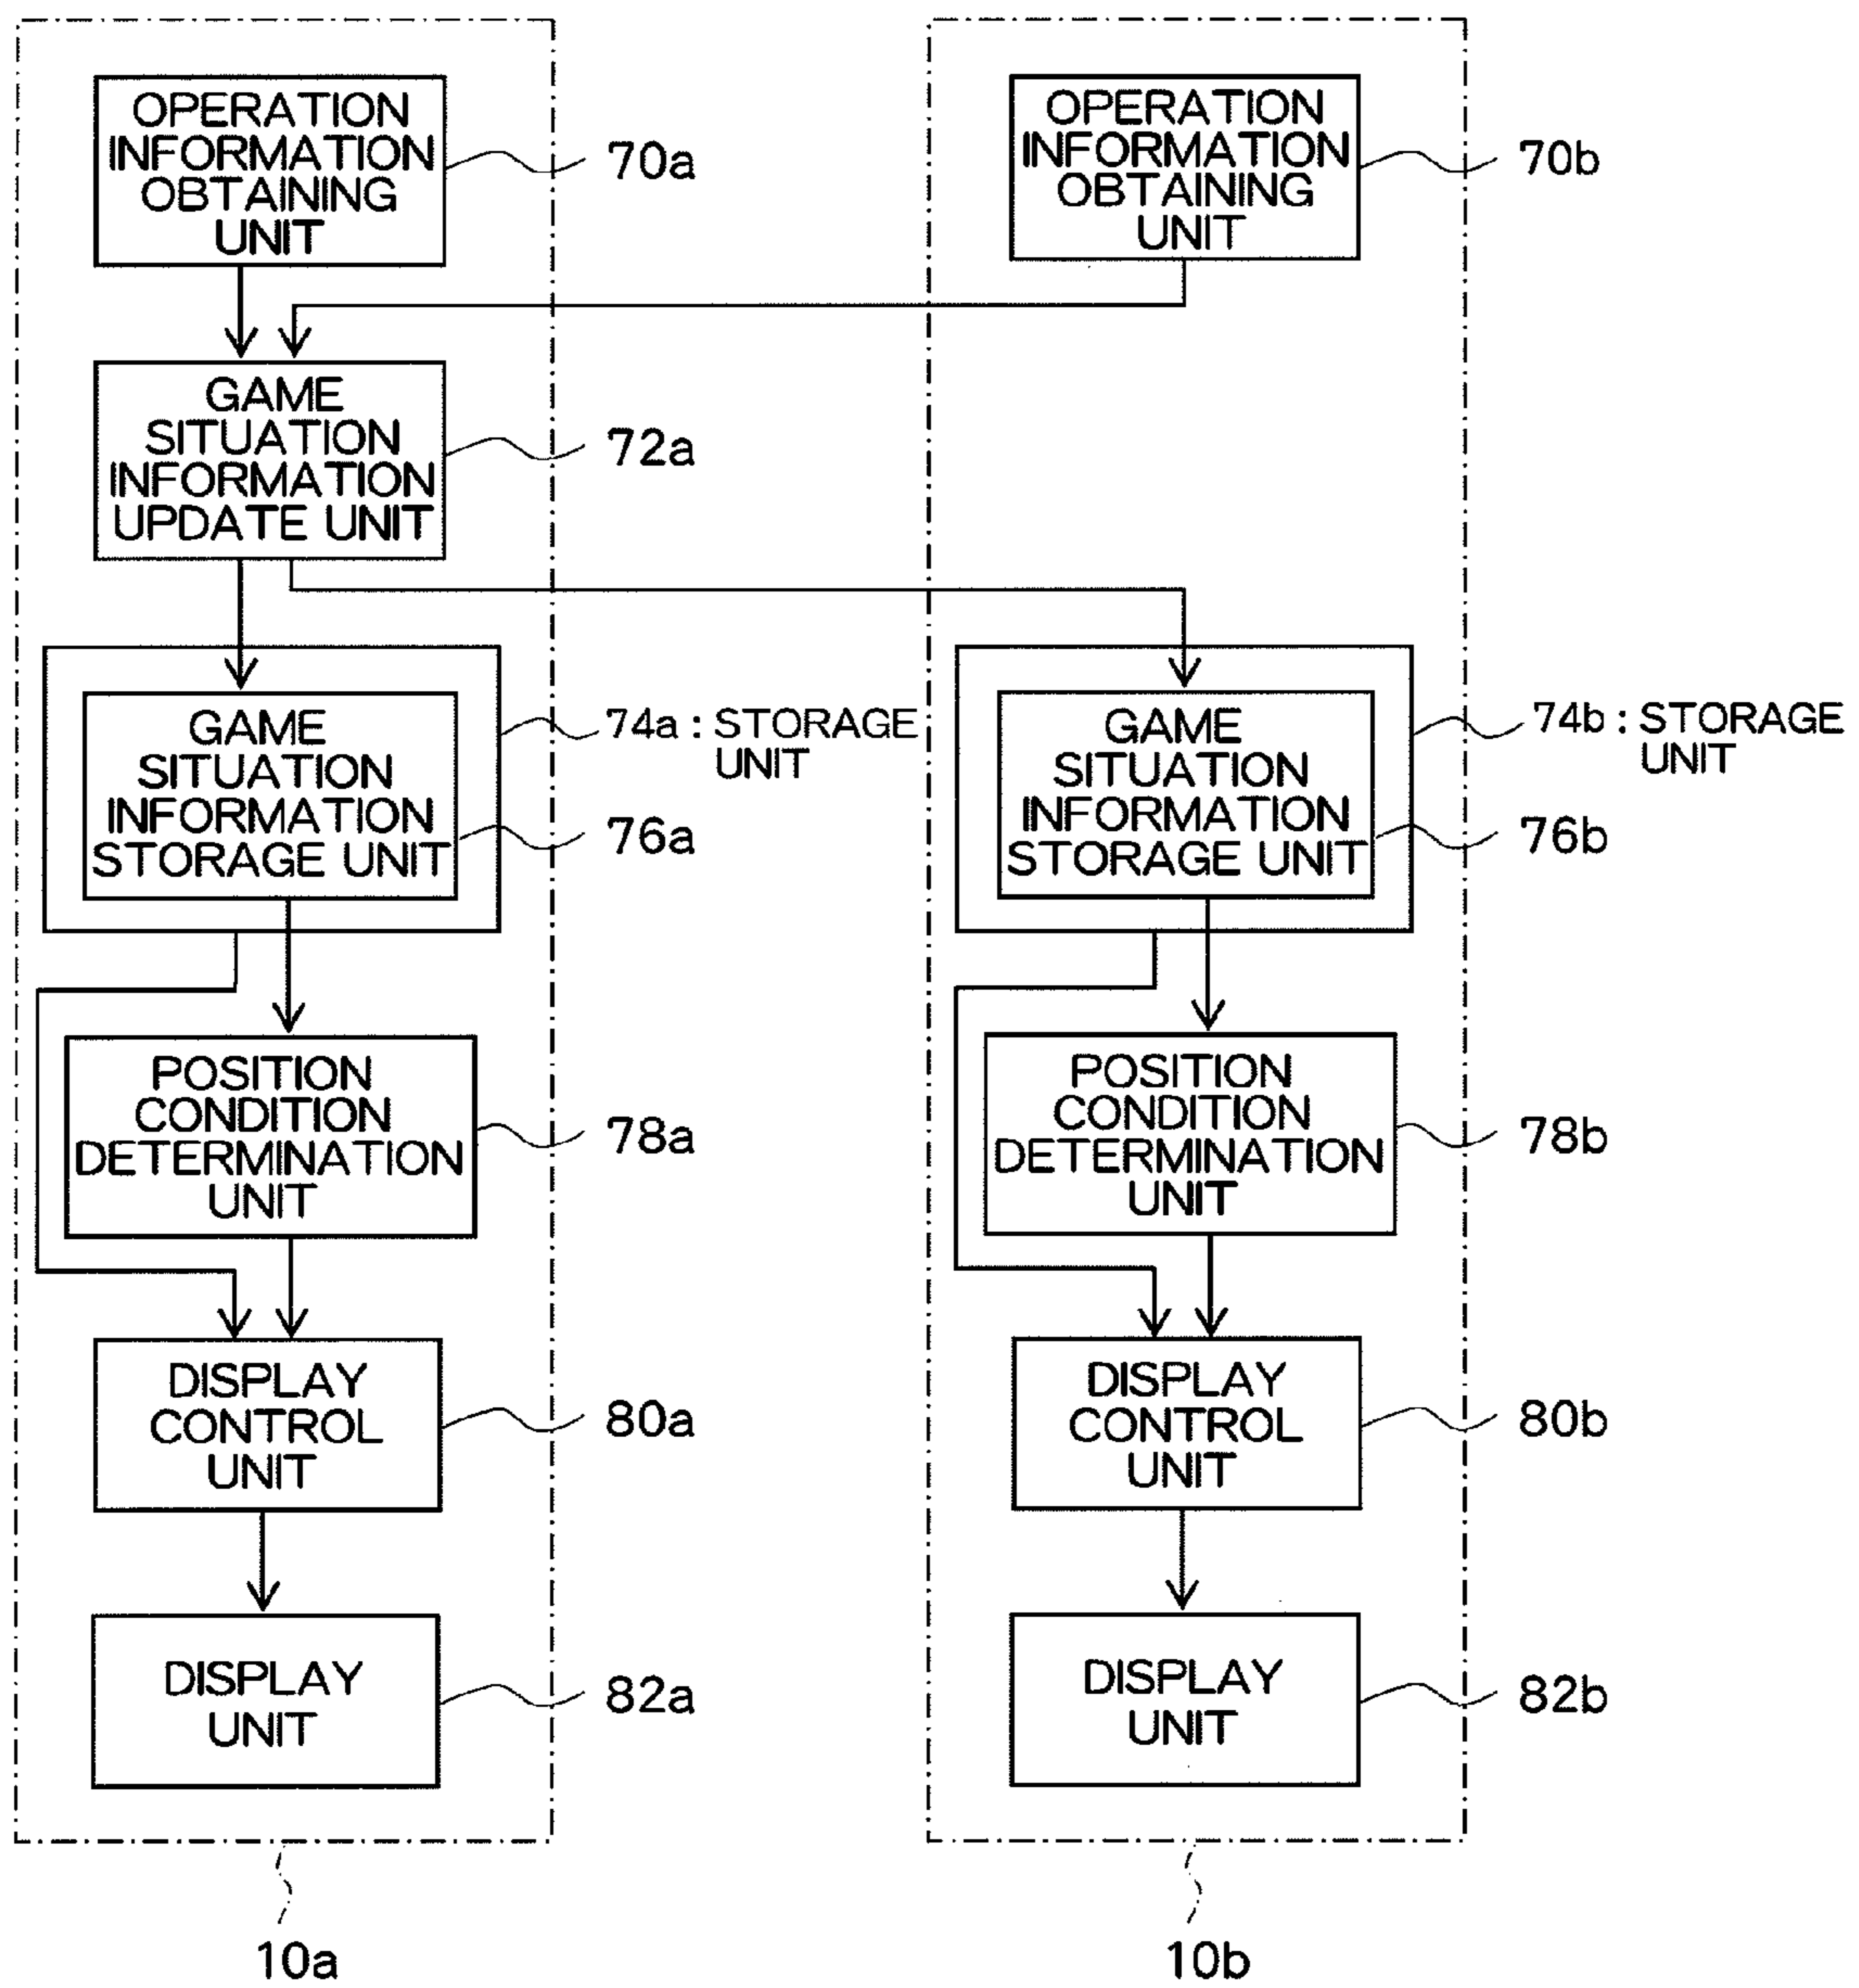 OPERATION
INFORMATION
OBTAINING
UNIT
70a
GAME
SITUATION
INFORMATION
UPDATE UNIT
72a
GAME
SITUATION
INFORMATION
STORAGE UNIT
74a : STORAGE
UNIT
76a
POSITION
CONDITION
DETERMINATION
UNIT
78a
DISPLAY
CONTROL
UNIT
80a
DISPLAY
UNIT
82a
10a
OPERATION
INFORMATION
OBTAINING
UNIT
70b
GAME
SITUATION
INFORMATION
STORAGE UNIT
74b : STORAGE
UNIT
76b
POSITION
CONDITION
DETERMINATION
UNIT
78b
DISPLAY
CONTROL
UNIT
80b
DISPLAY
UNIT
82b
10b